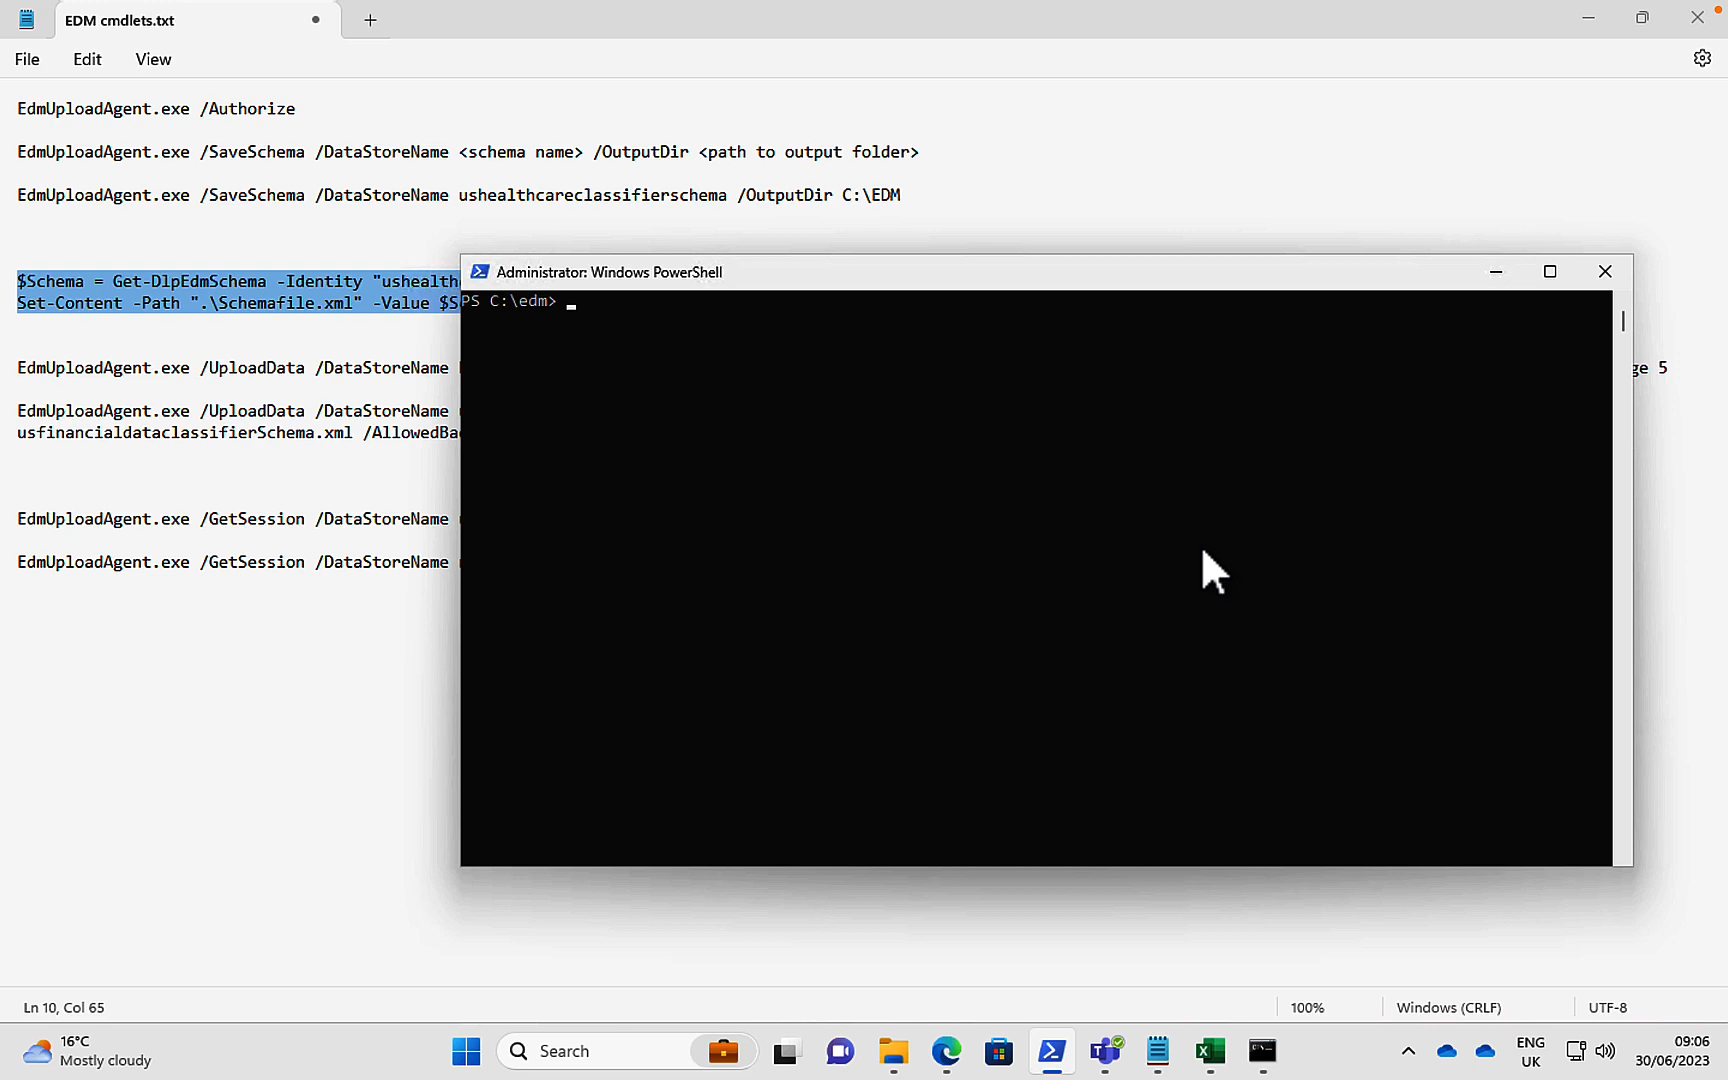 EDM cmdlets.txt
File Edit View
EdmUploadAgent.exe /Authorize
EdmUploadAgent.exe /SaveSchema /DataStoreName <schema name> /OutputDir <path to output folder>
EdmUploadAgent.exe /SaveSchema /DataStoreName ushealthcareclassifierschema /OutputDir C:\EDM
$Schema = Get-DlpEdmSchema -Identity "ushealth
Set-Content -Path ".\Schemafile.xml" -Value $S
Administrator: Windows PowerShell
PS C:\edm>
EdmUploadAgent.exe /UploadData /DataStoreName
ge 5
EdmUploadAgent.exe /UploadData /DataStoreName
usfinancialdataclassifierSchema.xml /AllowedBa
EdmUploadAgent.exe /GetSession /DataStoreName
EdmUploadAgent.exe /GetSession /DataStoreName
Ln 10, Col 65
100%
Windows (CRLF)
UTF-8
16°C
Mostly cloudy
Search
ENG
UK
09:06
30/06/2023